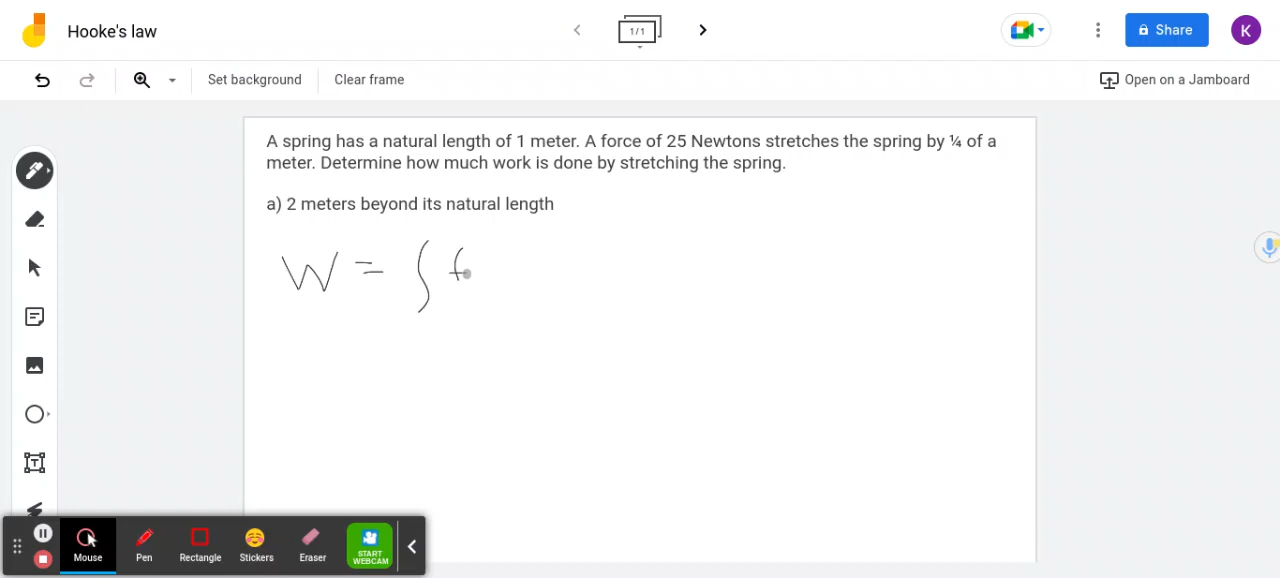 Hooke's law
1/1
Share
K
Set background
Clear frame
Open on a Jamboard
A spring has a natural length of 1 meter. A force of 25 Newtons stretches the spring by ¼ of a
meter. Determine how much work is done by stretching the spring.
a) 2 meters beyond its natural length
W = ∫ f
Mouse
Pen
Rectangle
Stickers
Eraser
START
WEBCAM